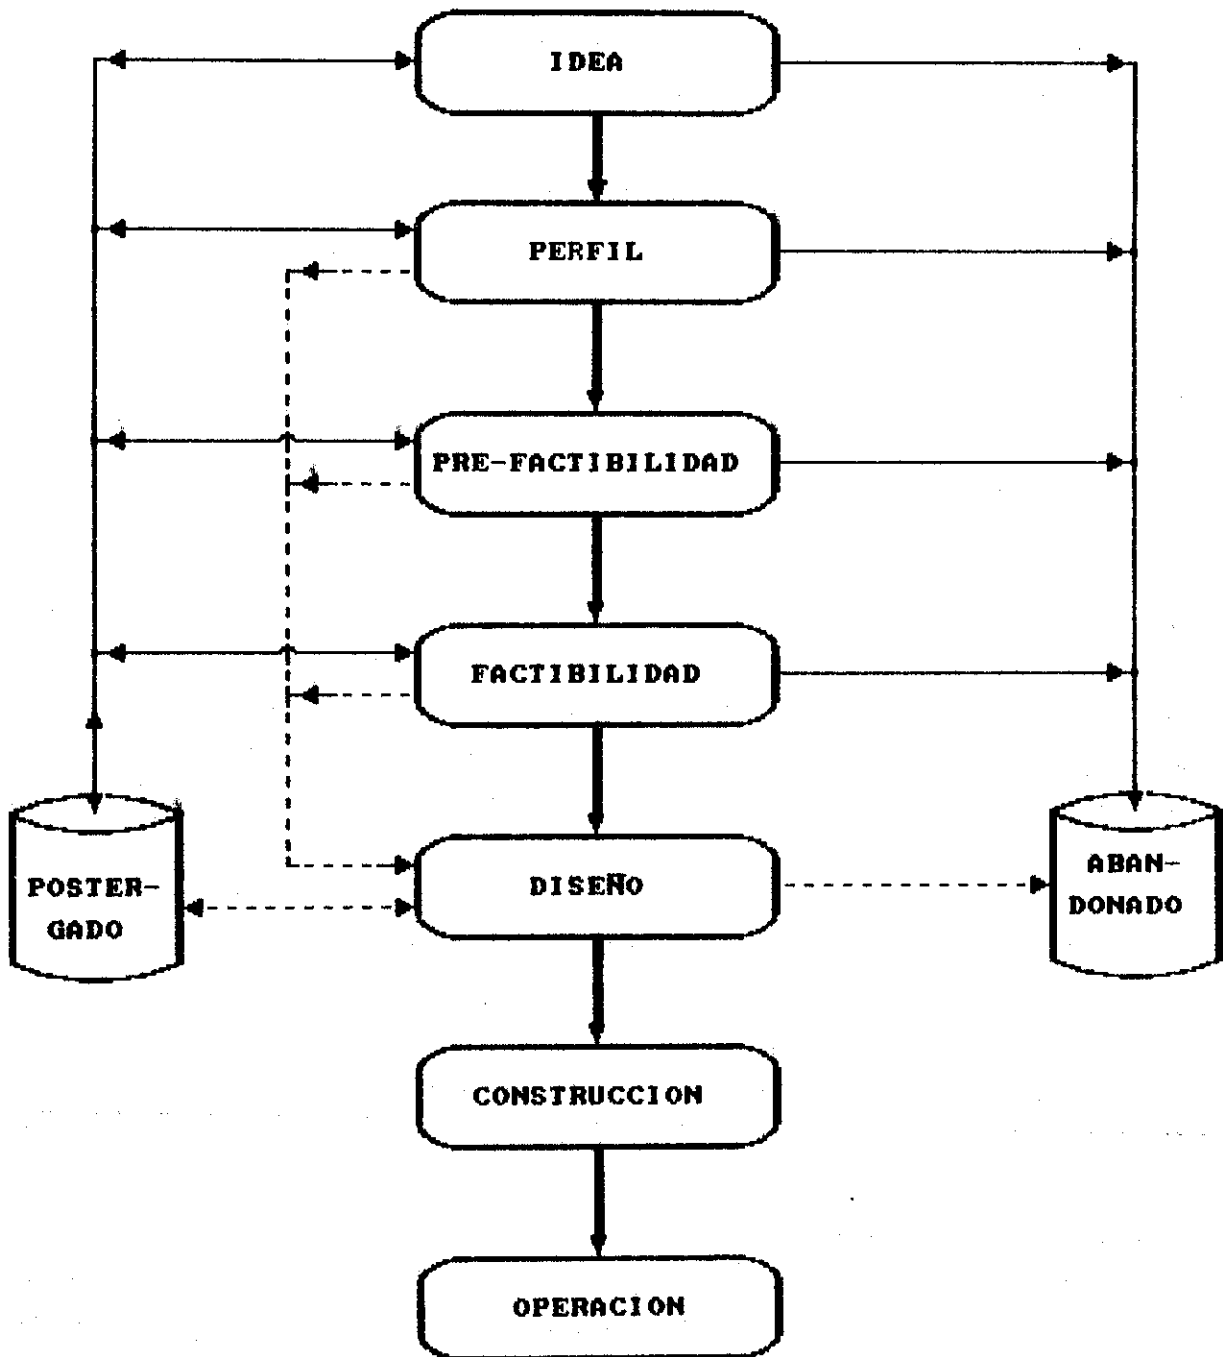 IDEA
PERFIL
PRE-FACTIBILIDAD
FACTIBILIDAD
DISEÑO
POSTER-
GADO
ABAN-
DONADO
CONSTRUCCION
OPERACION